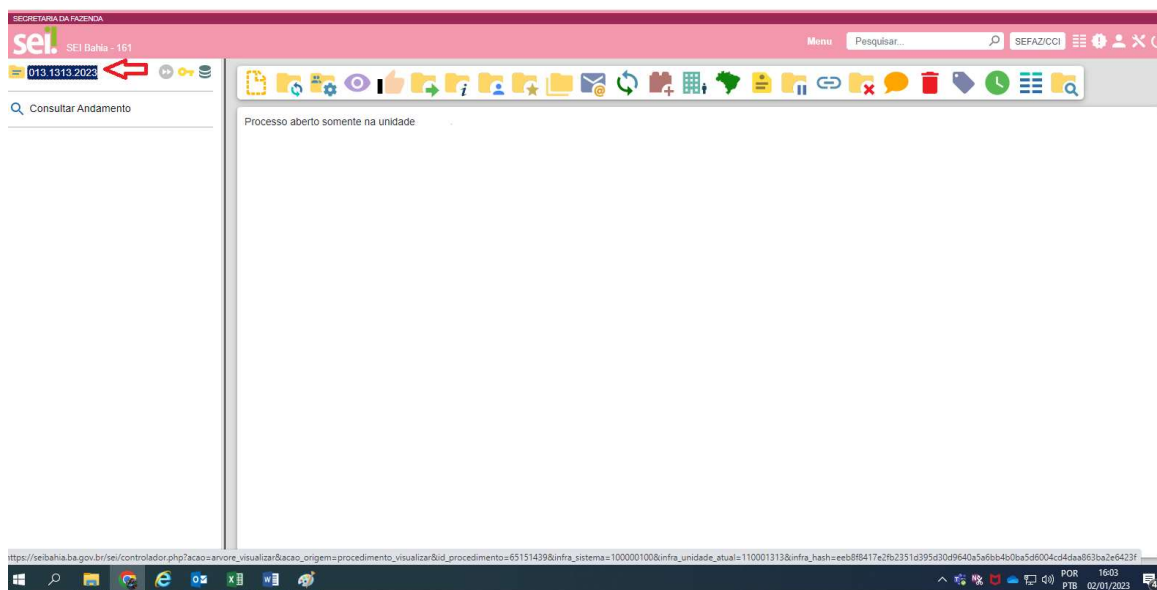 SECRETARIA DA FAZENDA
sei. SEI Bahia - 161
Menu Pesquisar... SEFAZ/CCI
013.1313.2023
Consultar Andamento
Processo aberto somente na unidade
https://seibahia.ba.gov.br/sei/controlador.php?acao=arvore_visualizar&acao_origem=procedimento_visualizar&id_procedimento=65151439&infra_sistema=100000100&infra_unidade_atual=110001313&infra_hash=eeb8f8417e2fb2351d395d30d9640a5a6bb4b0ba5d6004cd4daa863ba2e6423f
POR 16:03
PTB 02/01/2023